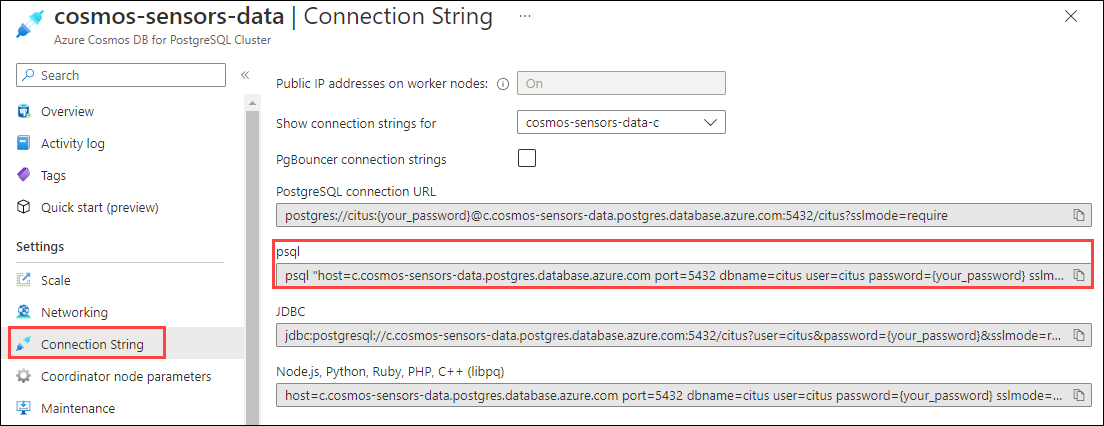 cosmos-sensors-data | Connection String ...
Azure Cosmos DB for PostgreSQL Cluster
Search
«
Overview
Activity log
Tags
Quick start (preview)
Settings
Scale
Networking
Connection String
Coordinator node parameters
Maintenance
Public IP addresses on worker nodes:
On
Show connection strings for
cosmos-sensors-data-c
PgBouncer connection strings
PostgreSQL connection URL
postgres://citus:{your_password}@c.cosmos-sensors-data.postgres.database.azure.com:5432/citus?sslmode=require
psql
psql "host=c.cosmos-sensors-data.postgres.database.azure.com port=5432 dbname=citus user=citus password={your_password} sslm...
JDBC
jdbc:postgresql://c.cosmos-sensors-data.postgres.database.azure.com:5432/citus?user=citus&password={your_password}&sslmode=r...
Node.js, Python, Ruby, PHP, C++ (libpq)
host=c.cosmos-sensors-data.postgres.database.azure.com port=5432 dbname=citus user=citus password={your_password} sslmode=...